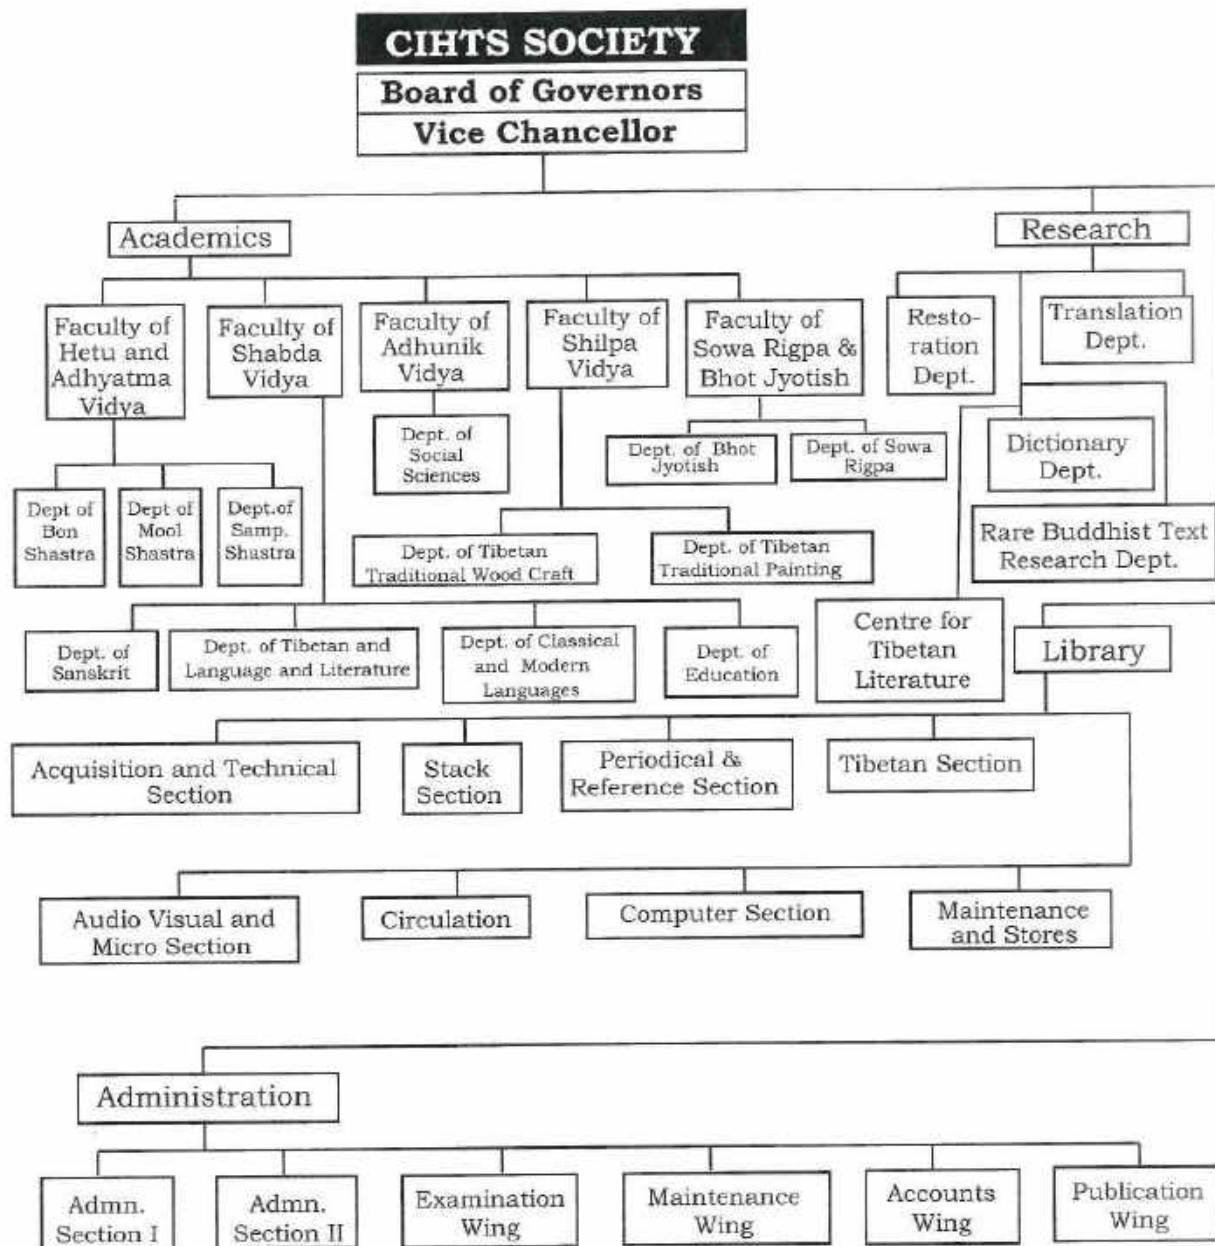 CIHTS SOCIETY
Board of Governors
Vice Chancellor
Academics
Research
Faculty of
Hetu and
Adhyatma
Vidya
Faculty of
Shabda
Vidya
Faculty of
Adhunik
Vidya
Faculty of
Shilpa
Vidya
Faculty of
Sowa Rigpa &
Bhot Jyotish
Resto-
ration
Dept.
Translation
Dept.
Dept. of
Social
Sciences
Dept. of Bhot
Jyotish
Dept. of Sowa
Rigpa
Dictionary
Dept.
Dept of
Bon
Shastra
Dept of
Mool
Shastra
Dept.of
Samp.
Shastra
Dept. of Tibetan
Traditional Wood Craft
Dept. of Tibetan
Traditional Painting
Rare Buddhist Text
Research Dept.
Dept. of
Sanskrit
Dept. of Tibetan and
Language and Literature
Dept. of Classical
and Modern
Languages
Dept. of
Education
Centre for
Tibetan
Literature
Library
Acquisition and Technical
Section
Stack
Section
Periodical &
Reference Section
Tibetan Section
Audio Visual and
Micro Section
Circulation
Computer Section
Maintenance
and Stores
Administration
Admn.
Section I
Admn.
Section II
Examination
Wing
Maintenance
Wing
Accounts
Wing
Publication
Wing